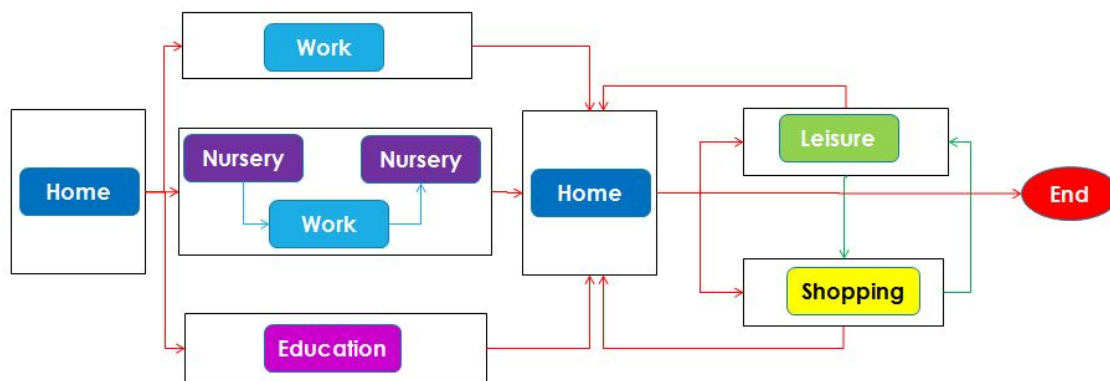 Work
Nursery
Nursery
Home
Work
Education
Home
Leisure
Shopping
End